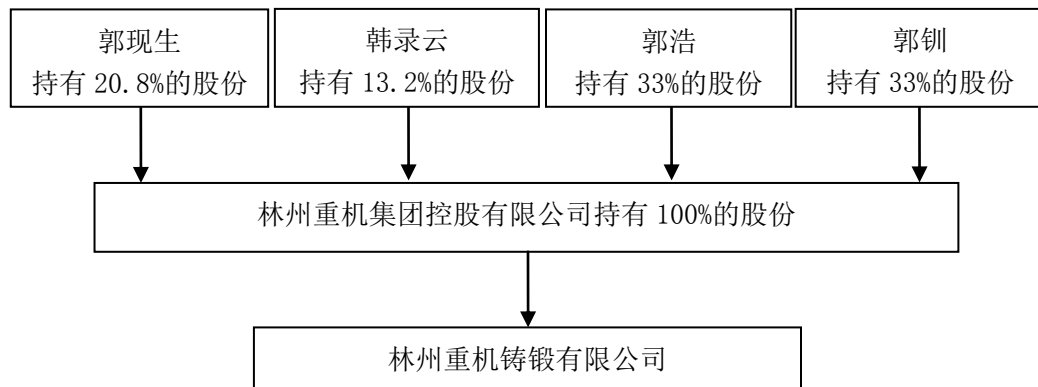 郭现生
持有 20.8%的股份
韩录云
持有 13.2%的股份
郭浩
持有 33%的股份
郭钏
持有 33%的股份
林州重机集团控股有限公司持有 100%的股份
林州重机铸锻有限公司